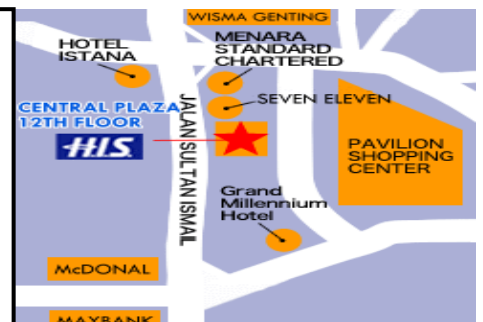 WISMA GENTING
HOTEL
ISTANA
MENARA
STANDARD
CHARTERED
SEVEN ELEVEN
CENTRAL PLAZA
12TH FLOOR
H.I.S.
JALAN SULTAN ISMAIL
PAVILION
SHOPPING
CENTER
Grand
Millennium
Hotel
McDONAL
MAYBANK